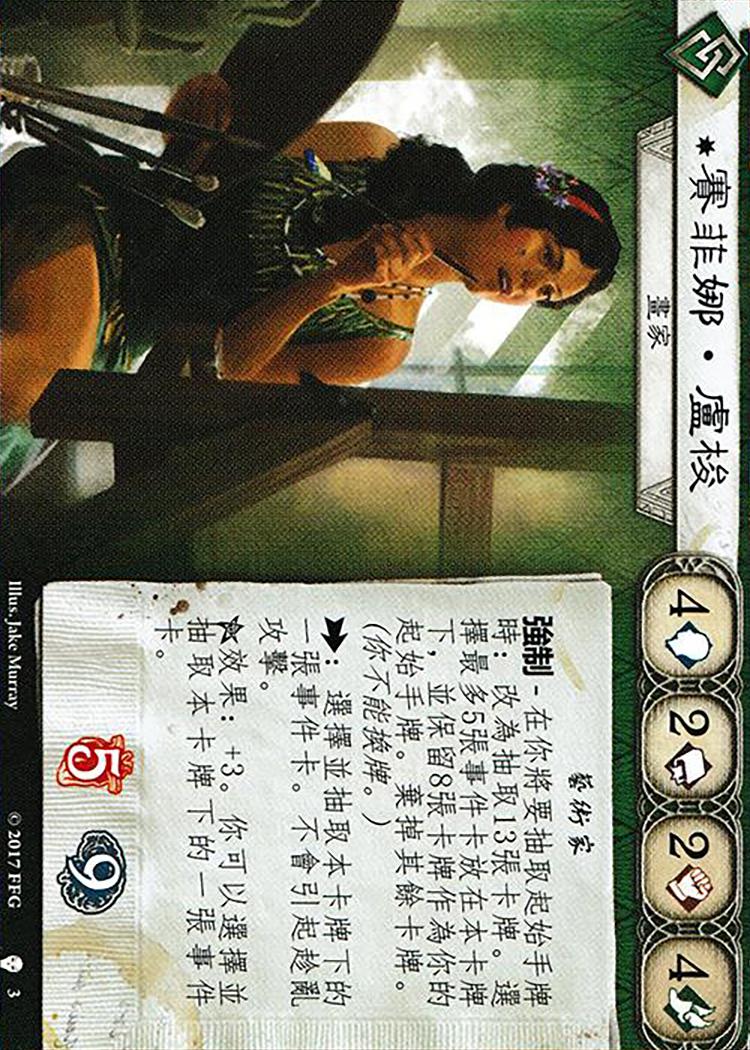 賽菲娜·盧梭
畫家
4
2
2
4
藝術家
強制-在你將要抽取起始手牌
時：改為抽取13張卡牌。選
擇最多5張事件卡放在本卡牌
下，並保留8張卡牌作為你的
起始手牌。棄掉其餘卡牌。
(你不能換牌。)
：選擇並抽取本卡牌下的
一張事件卡。不會引起趁亂
攻擊。
效果：+3。你可以選擇並
抽取本卡牌下的一張事件
卡。
5
9
Illus. Jake Murray
© 2017 FFG
3